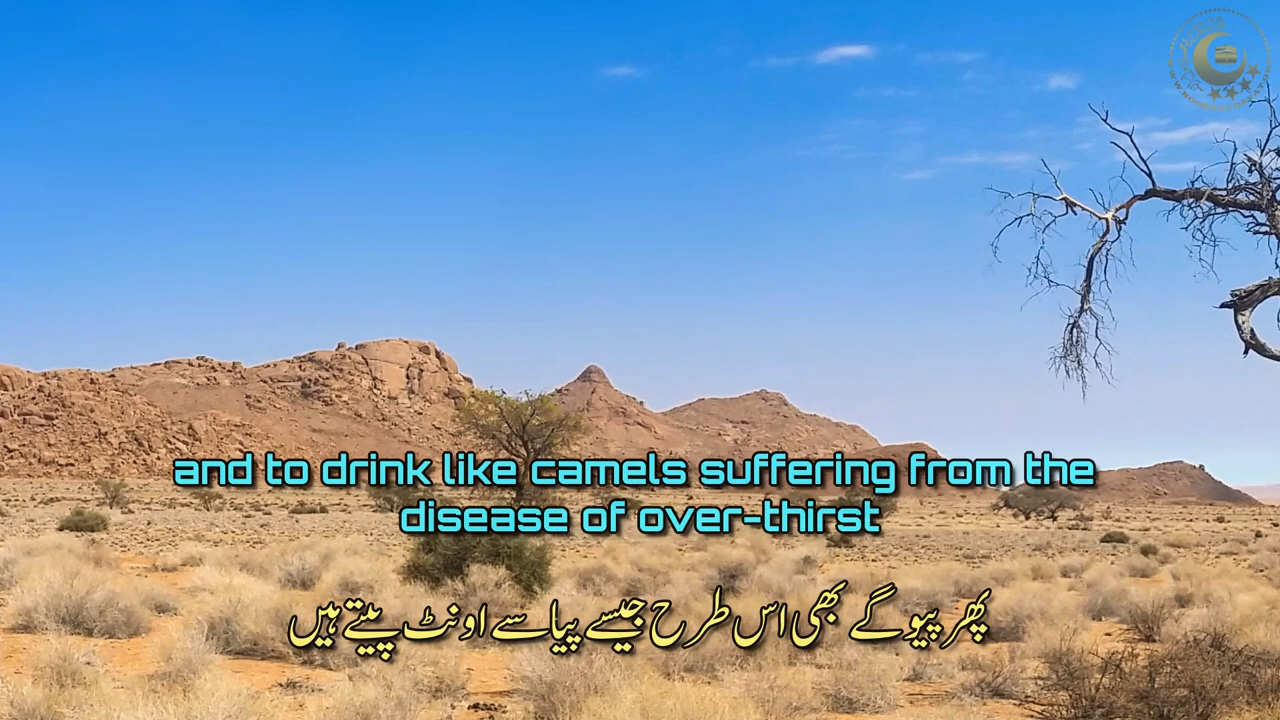 and to drink like camels suffering from the
disease of over-thirst
پھر پیو گے بھی اس طرح جیسے پیاسے اونٹ پیتے ہیں